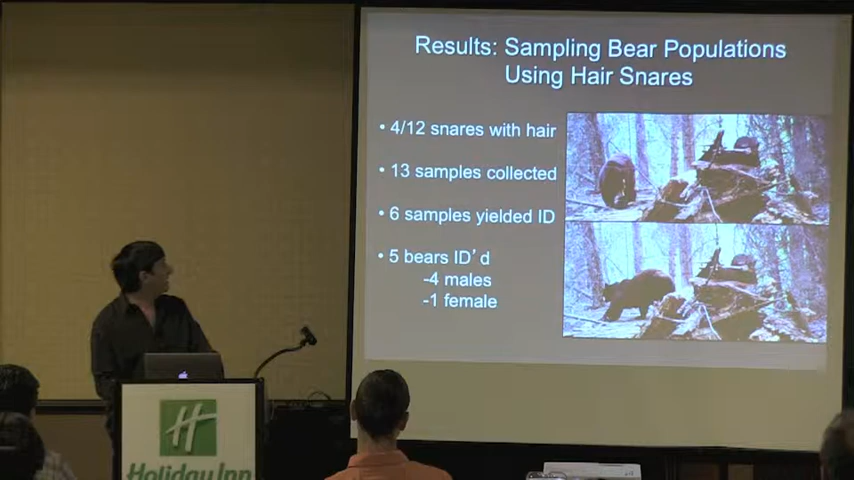 Results: Sampling Bear Populations
Using Hair Snares
• 4/12 snares with hair
• 13 samples collected
• 6 samples yielded ID
• 5 bears ID'd
-4 males
-1 female
H
Holiday Inn